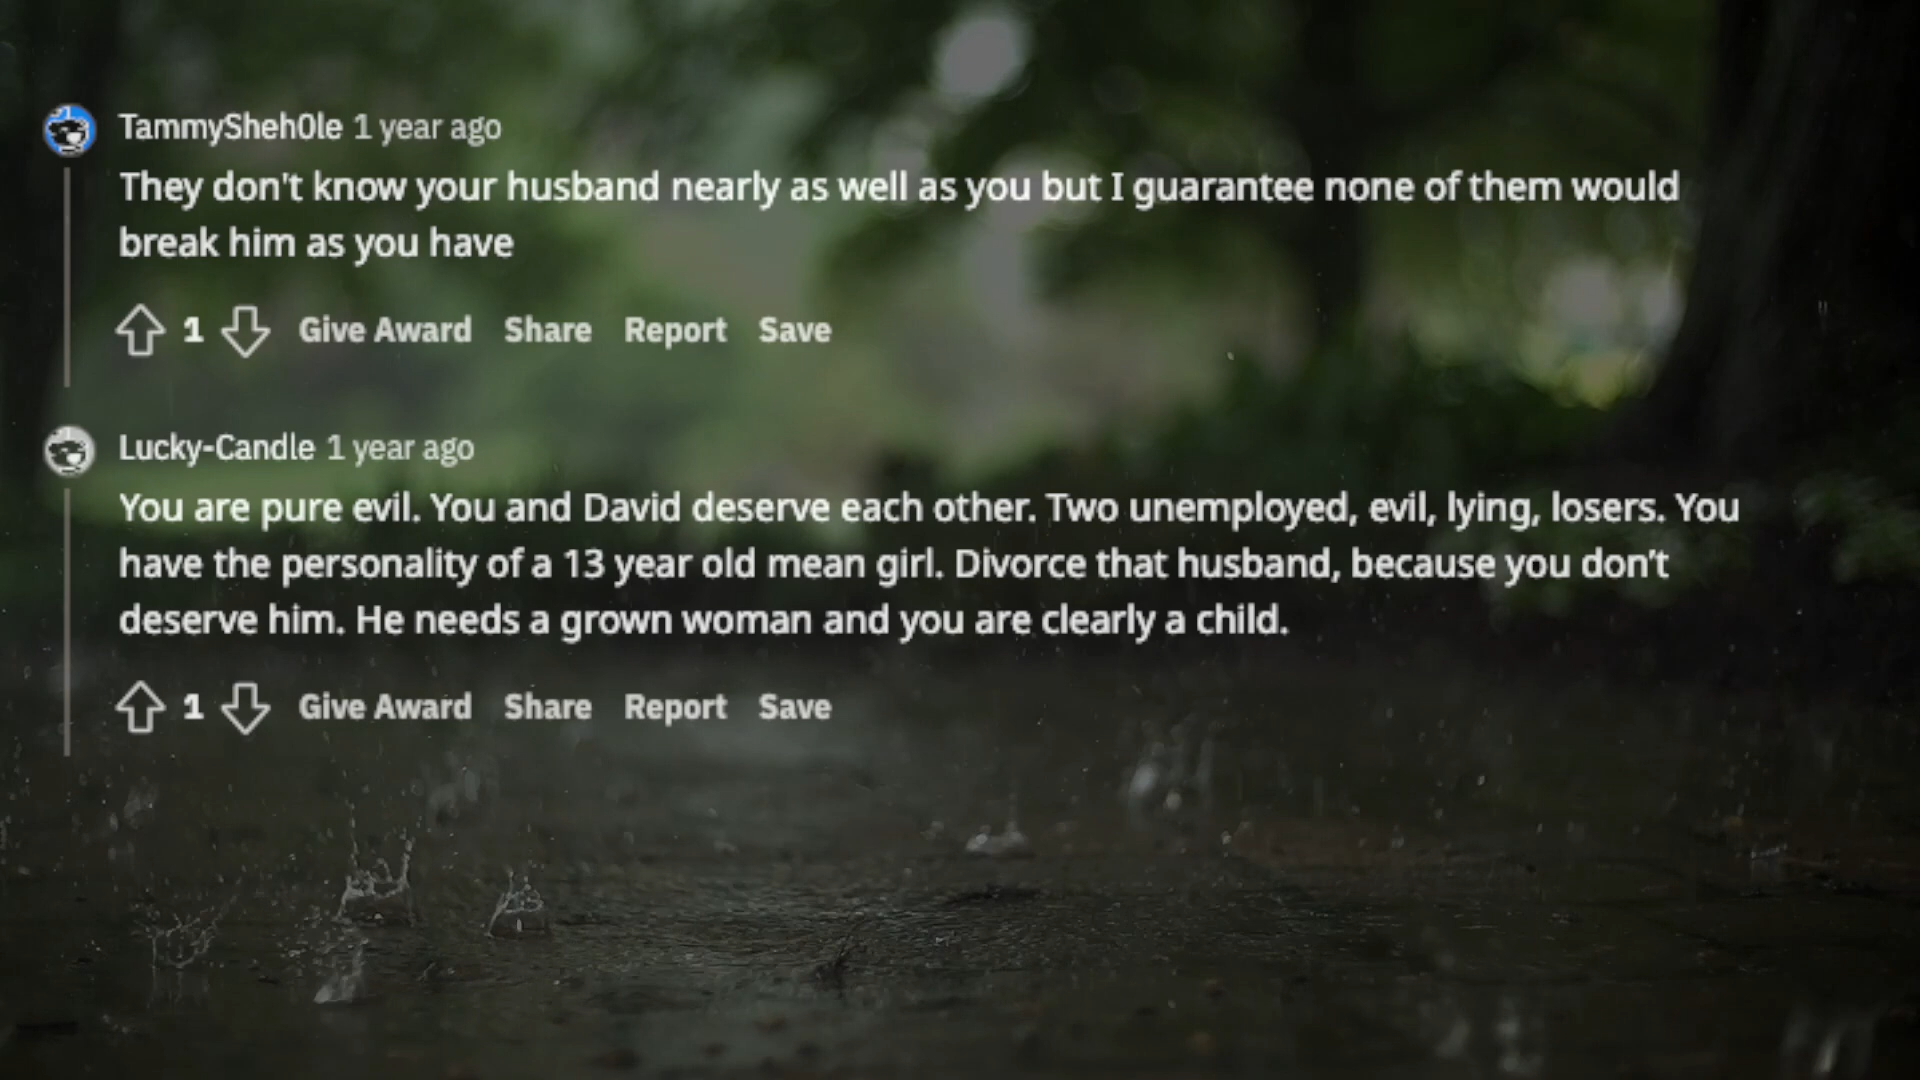 TammySheh0le 1 year ago
They don't know your husband nearly as well as you but I guarantee none of them would
break him as you have
1 Give Award Share Report Save
Lucky-Candle 1 year ago
You are pure evil. You and David deserve each other. Two unemployed, evil, lying, losers. You
have the personality of a 13 year old mean girl. Divorce that husband, because you don’t
deserve him. He needs a grown woman and you are clearly a child.
1 Give Award Share Report Save